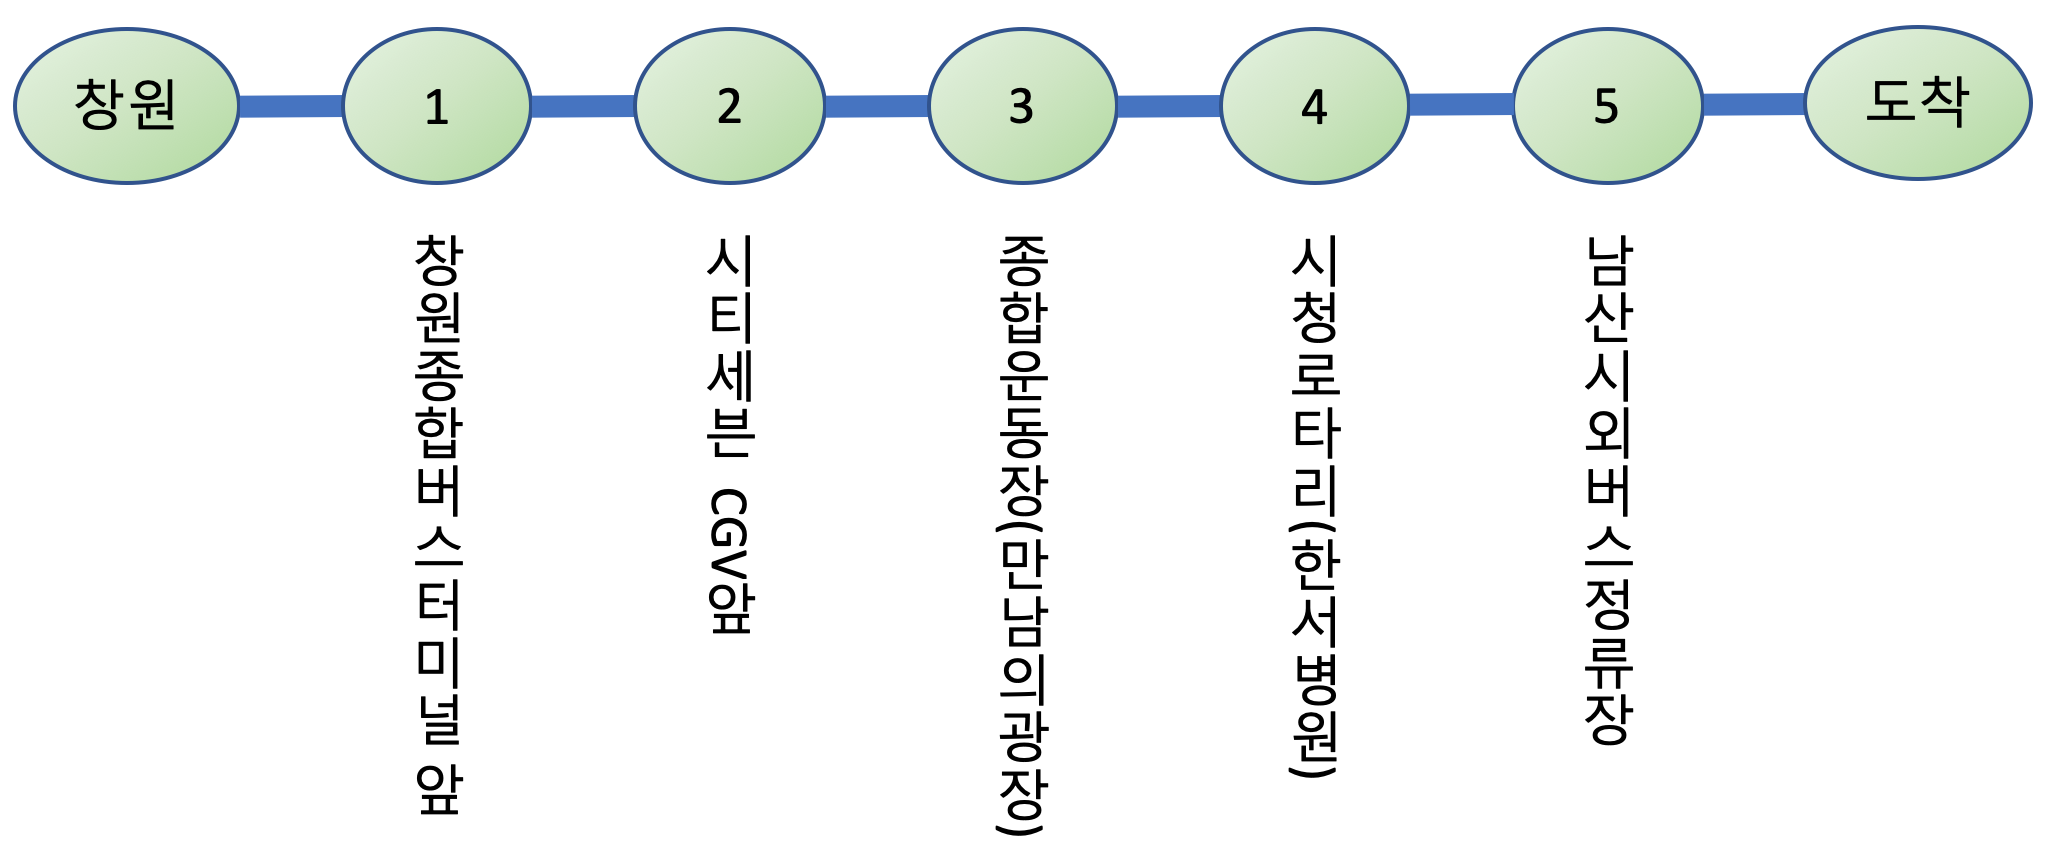 창원 1 2 3 4 5 도착
창원종합버스터미널 앞
시티세븐 CGV앞
종합운동장(만남의광장)
시청로타리(한서병원)
남산시외버스정류장